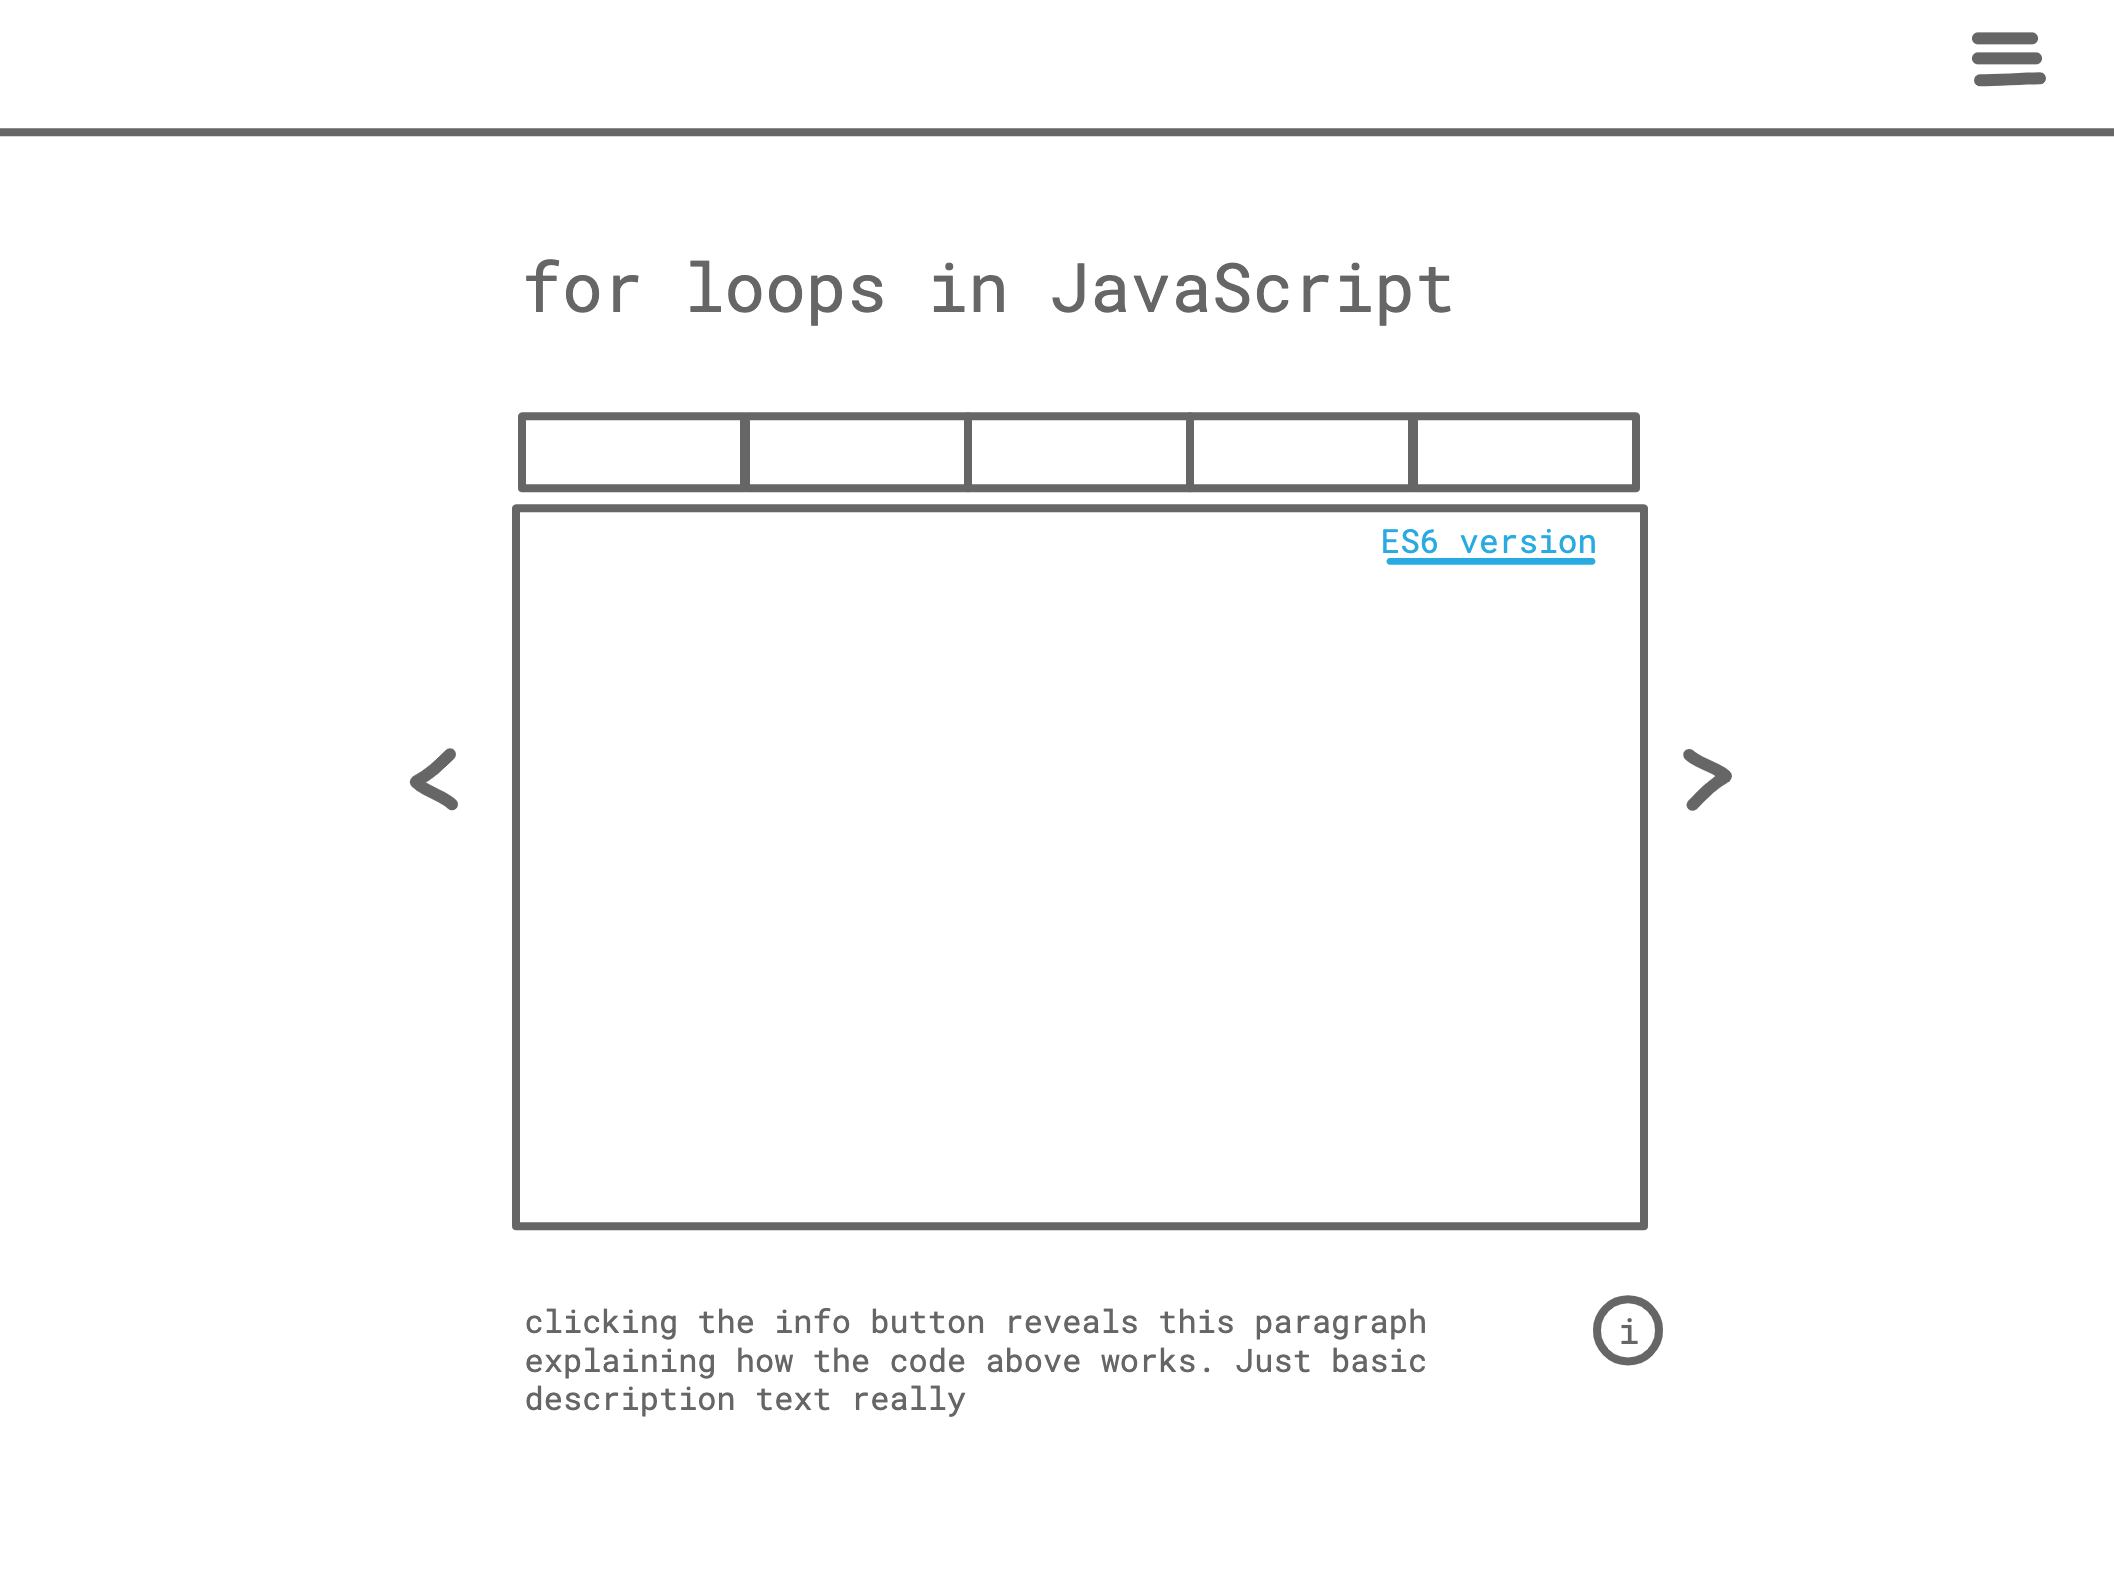 for loops in JavaScript
ES6 version
<
>
clicking the info button reveals this paragraph
explaining how the code above works. Just basic
description text really
i